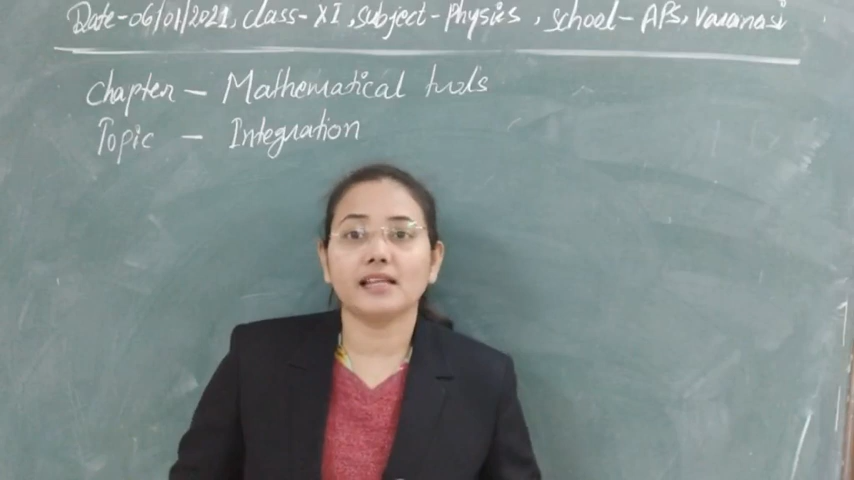 Date-06/01/2021, class-XI, subject-Physics, school-APS, Varanasi
Chapter - Mathematical tools
Topic - Integration